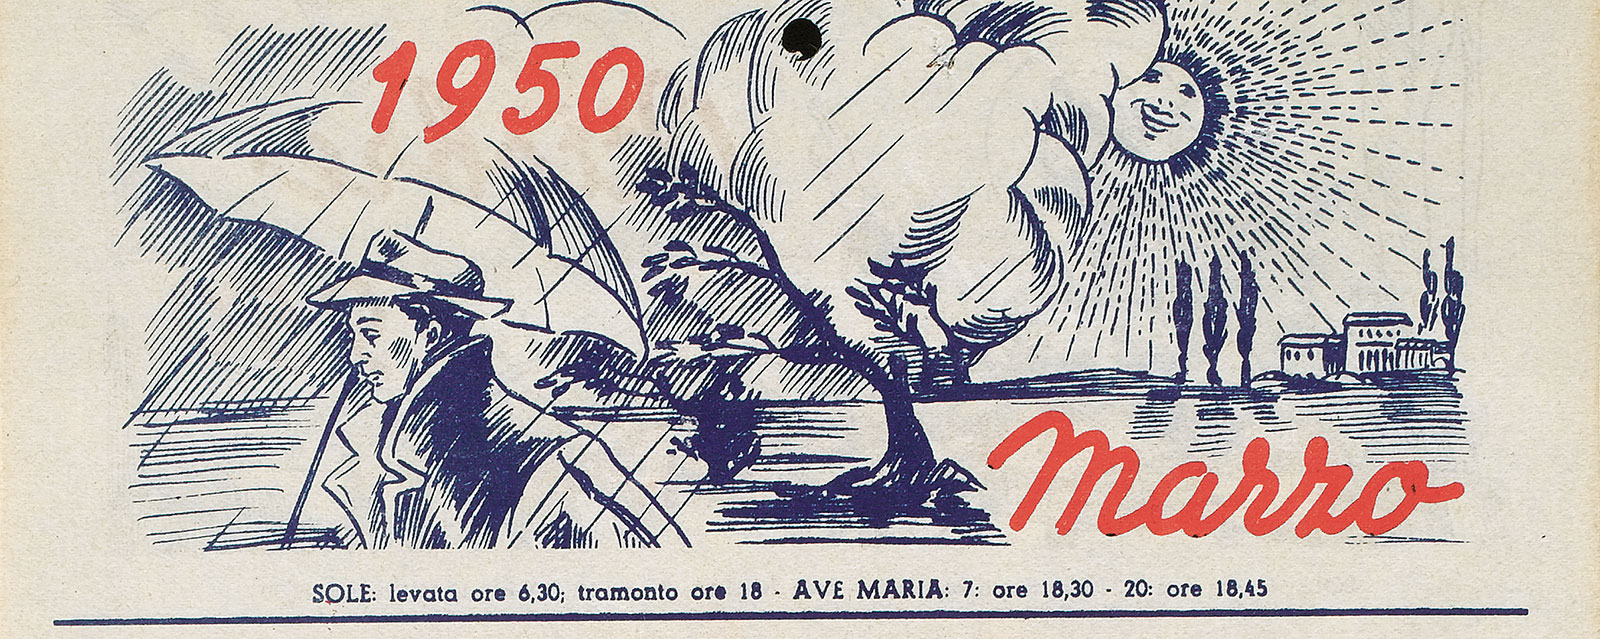 1950
Marzo
SOLE: levata ore 6,30; tramonto ore 18 - AVE MARIA: 7: ore 18,30 - 20: ore 18,45